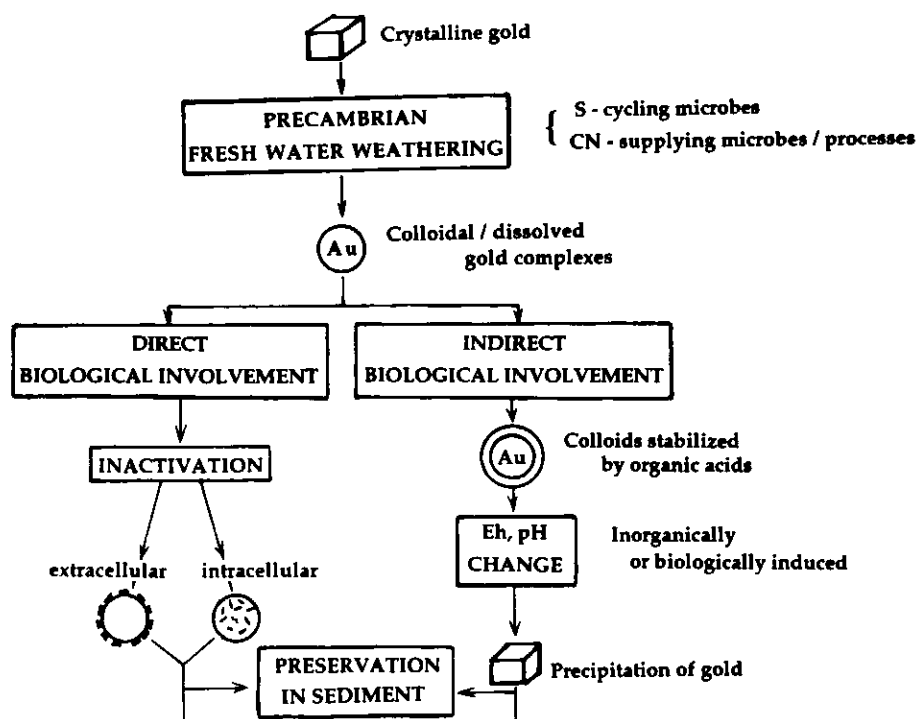 Crystalline gold
PRECAMBRIAN
FRESH WATER WEATHERING
S - cycling microbes
CN - supplying microbes / processes
Au
Colloidal / dissolved
gold complexes
DIRECT
BIOLOGICAL INVOLVEMENT
INDIRECT
BIOLOGICAL INVOLVEMENT
INACTIVATION
Au
Colloids stabilized
by organic acids
Eh, pH
CHANGE
Inorganically
or biologically induced
extracellular
intracellular
PRESERVATION
IN SEDIMENT
Precipitation of gold